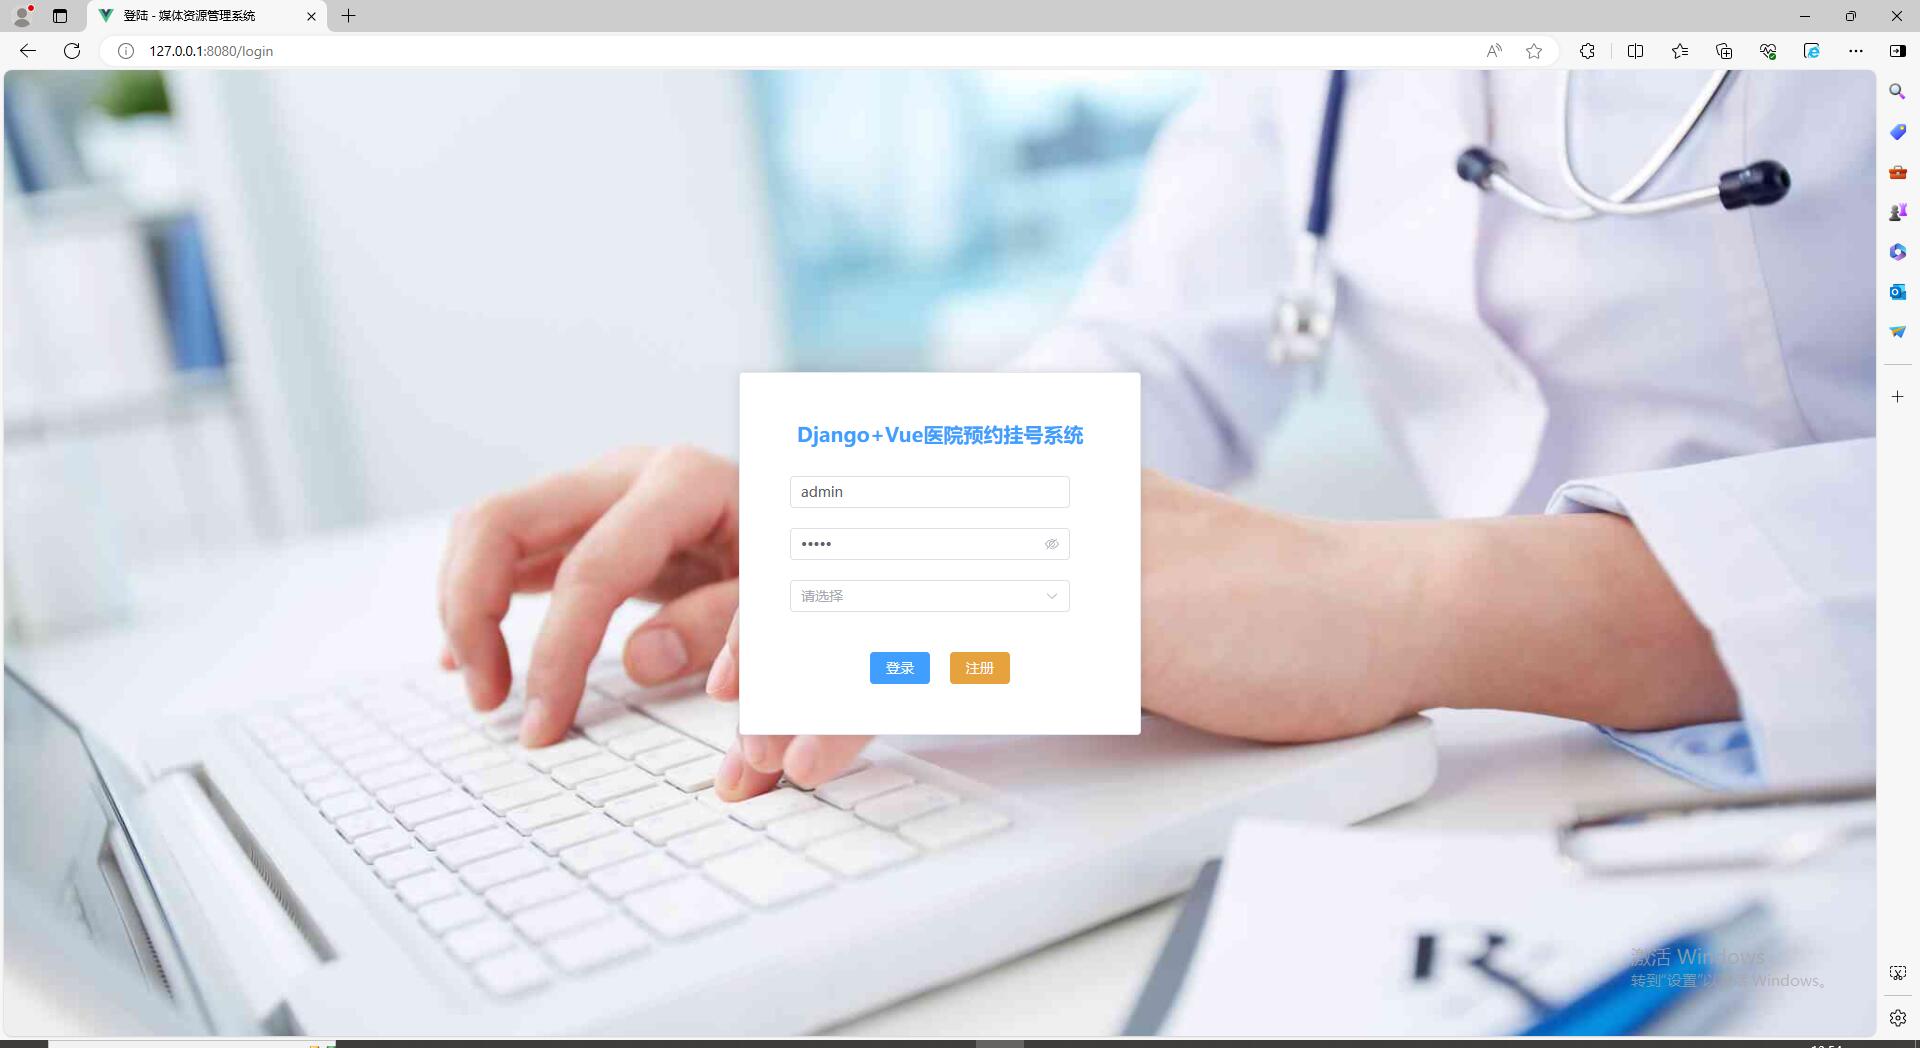 登陆 - 媒体资源管理系统
127.0.0.1:8080/login
Django+Vue医院预约挂号系统
admin
•••••
请选择
登录 注册
激活 Windows
转到"设置"以激活 Windows。